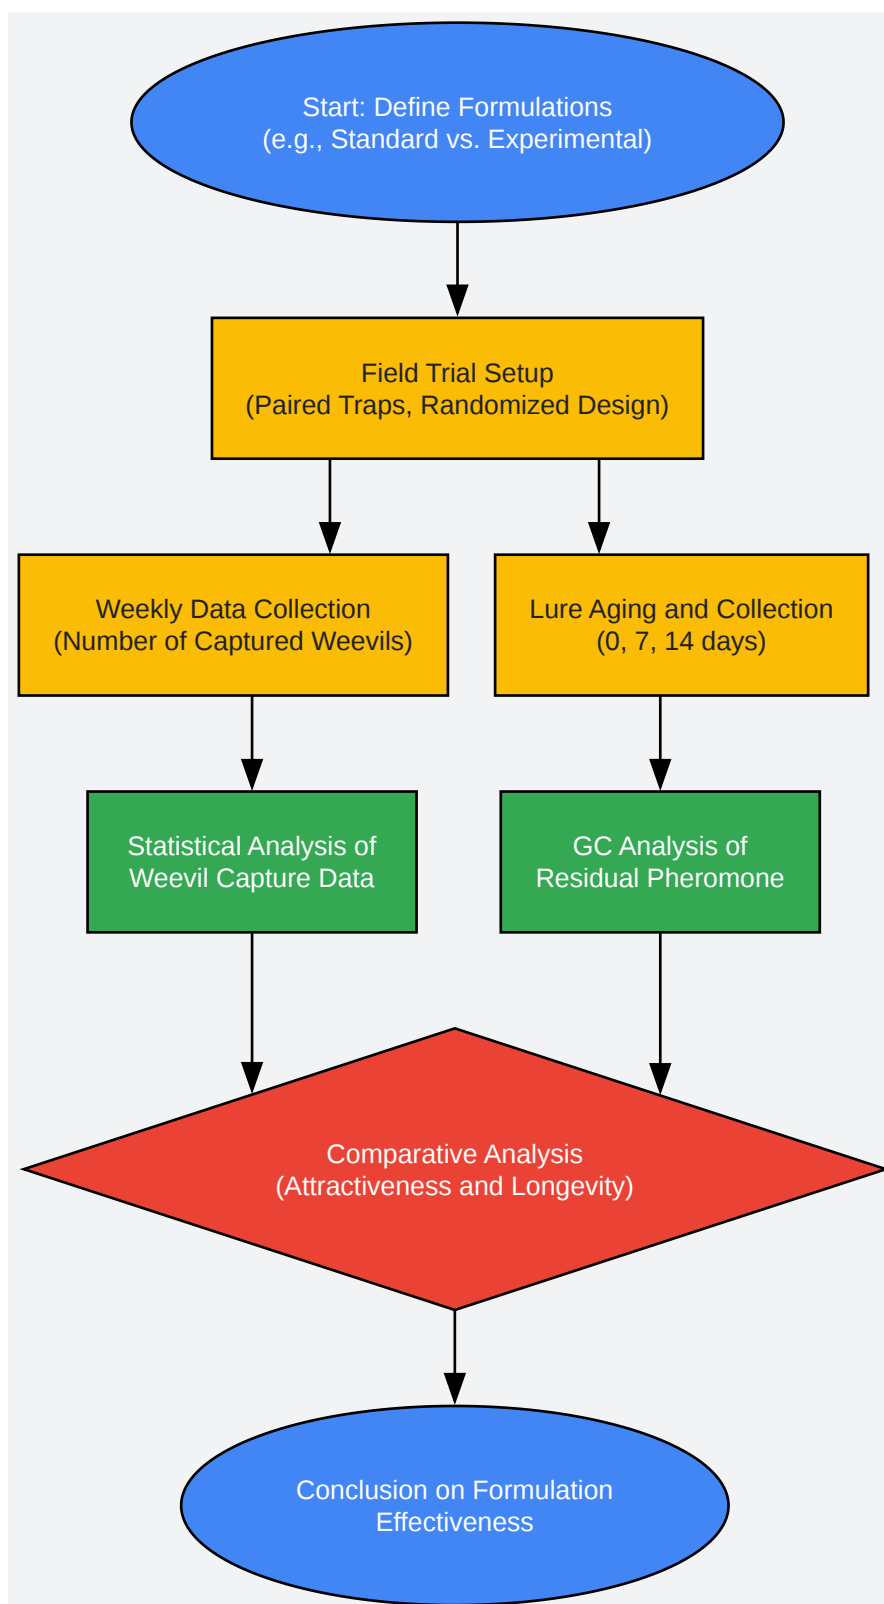 Start: Define Formulations
(e.g., Standard vs. Experimental)
Field Trial Setup
(Paired Traps, Randomized Design)
Weekly Data Collection
(Number of Captured Weevils)
Lure Aging and Collection
(0, 7, 14 days)
Statistical Analysis of
Weevil Capture Data
GC Analysis of
Residual Pheromone
Comparative Analysis
(Attractiveness and Longevity)
Conclusion on Formulation
Effectiveness